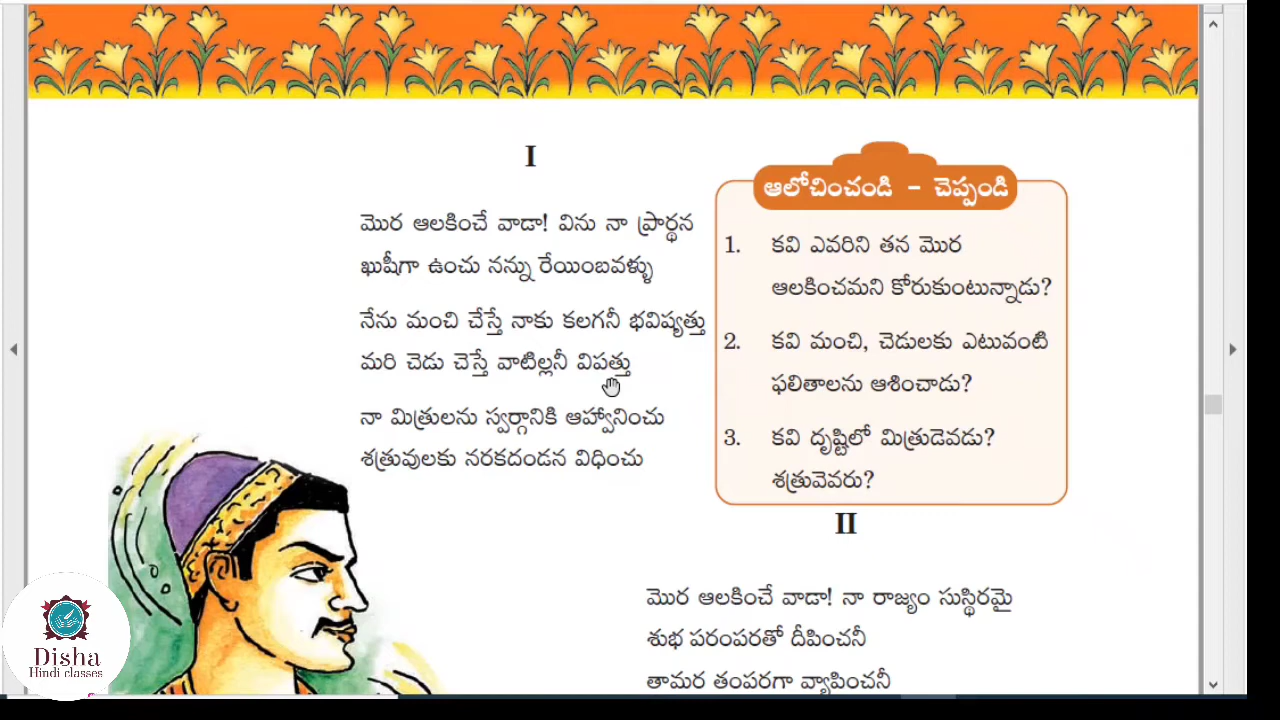 I
మొర ఆలకించే వాడా! విను నా ప్రార్థన
ఖుషీగా ఉంచు నన్ను రేయింబవళ్ళు
నేను మంచి చేస్తే నాకు కలగనీ భవిష్యత్తు
మరి చెడు చెస్తే వాటిల్లనీ విపత్తు
నా మిత్రులను స్వర్గానికి ఆహ్వానించు
శత్రువులకు నరకదండన విధించు
ఆలోచించండి - చెప్పండి
1. కవి ఎవరిని తన మొర
ఆలకించమని కోరుకుంటున్నాడు?
2. కవి మంచి, చెడులకు ఎటువంటి
ఫలితాలను ఆశించాడు?
3. కవి దృష్టిలో మిత్రుడెవడు?
శత్రువెవరు?
II
మొర ఆలకించే వాడా! నా రాజ్యం సుస్థిరమై
శుభ పరంపరతో దీపించనీ
తామర తంపరగా వ్యాపించనీ
Disha
Hindi classes